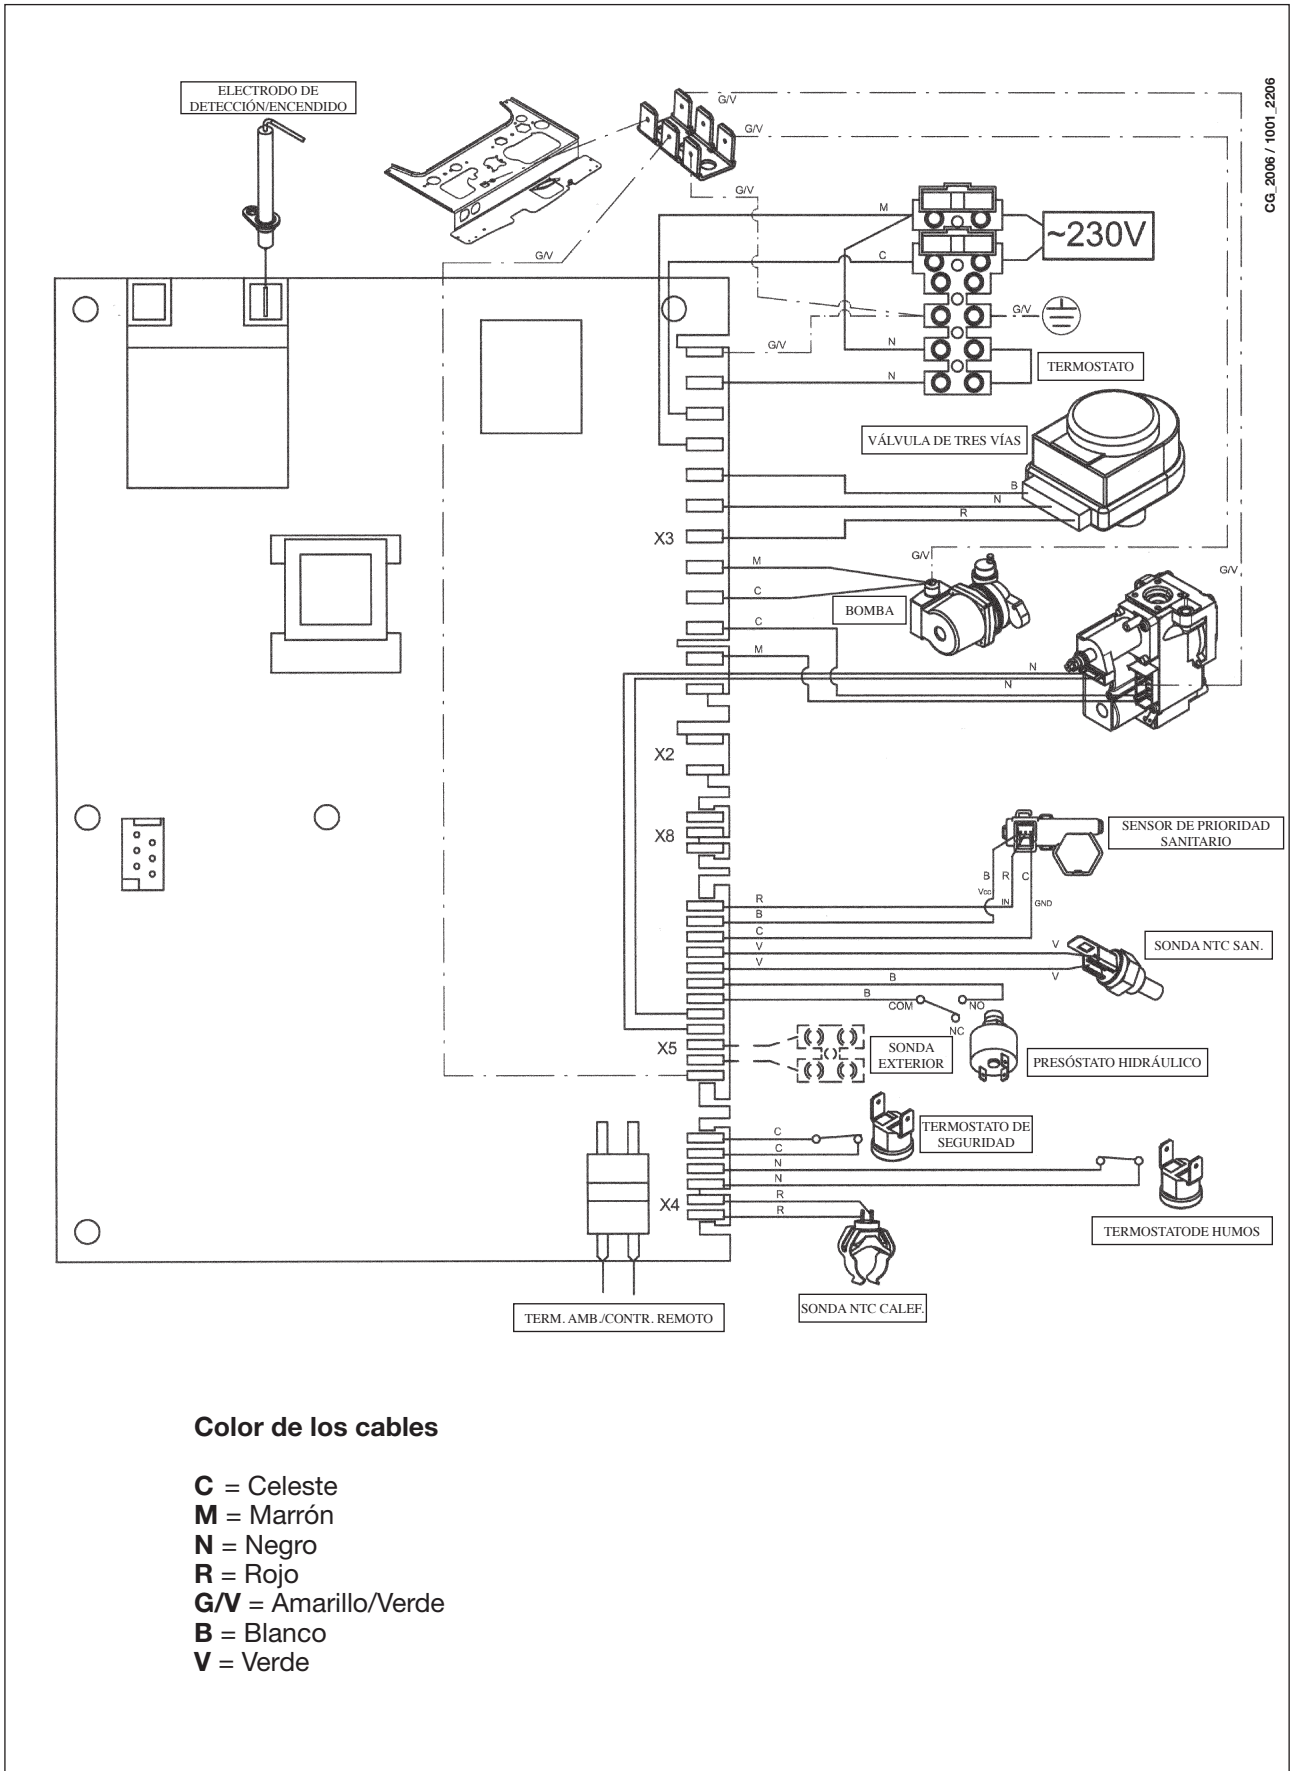 CG_2006 / 1001_2206
ELECTRODO DE
DETECCIÓN/ENCENDIDO
G/V
G/V
G/V
G/V
M
C
~230V
G/V
G/V
N
N
TERMOSTATO
VÁLVULA DE TRES VÍAS
B
N
R
X3
G/V
G/V
M
C
BOMBA
C
M
N
N
X2
X8
SENSOR DE PRIORIDAD
SANITARIO
B R C
Vcc
IN
GND
R
B
C
V
V
V
V
SONDA NTC SAN.
B
B
COM
NO
NC
X5
SONDA
EXTERIOR
PRESÓSTATO HIDRÁULICO
TERMOSTATO DE
SEGURIDAD
C
C
N
N
R
R
X4
TERMOSTATODE HUMOS
SONDA NTC CALEF.
TERM. AMB./CONTR. REMOTO
Color de los cables
C = Celeste
M = Marrón
N = Negro
R = Rojo
G/V = Amarillo/Verde
B = Blanco
V = Verde